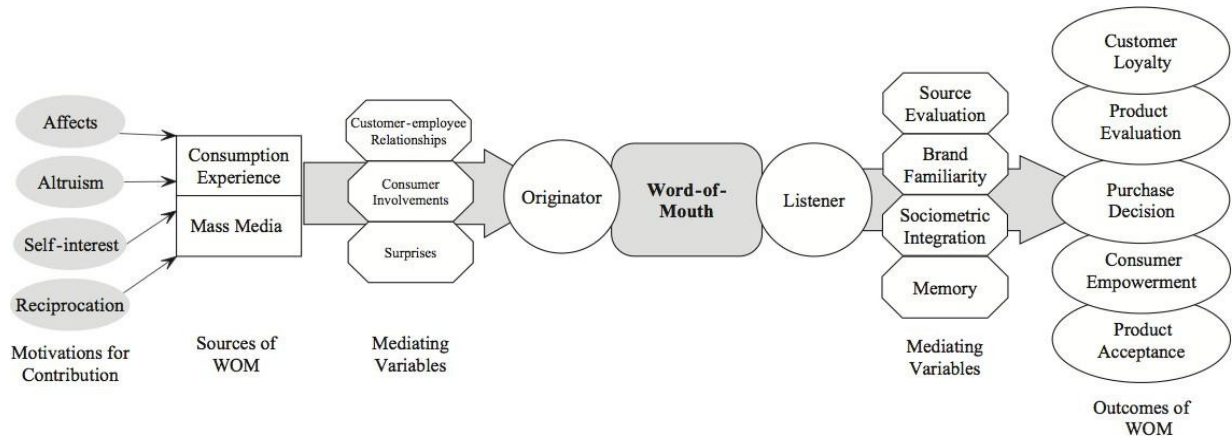 Affects
Altruism
Self-interest
Reciprocation
Motivations for
Contribution
Consumption
Experience
Mass Media
Sources of
WOM
Customer-employee
Relationships
Consumer
Involvements
Surprises
Mediating
Variables
Originator
Word-of-
Mouth
Listener
Source
Evaluation
Brand
Familiarity
Sociometric
Integration
Memory
Mediating
Variables
Customer
Loyalty
Product
Evaluation
Purchase
Decision
Consumer
Empowerment
Product
Acceptance
Outcomes of
WOM